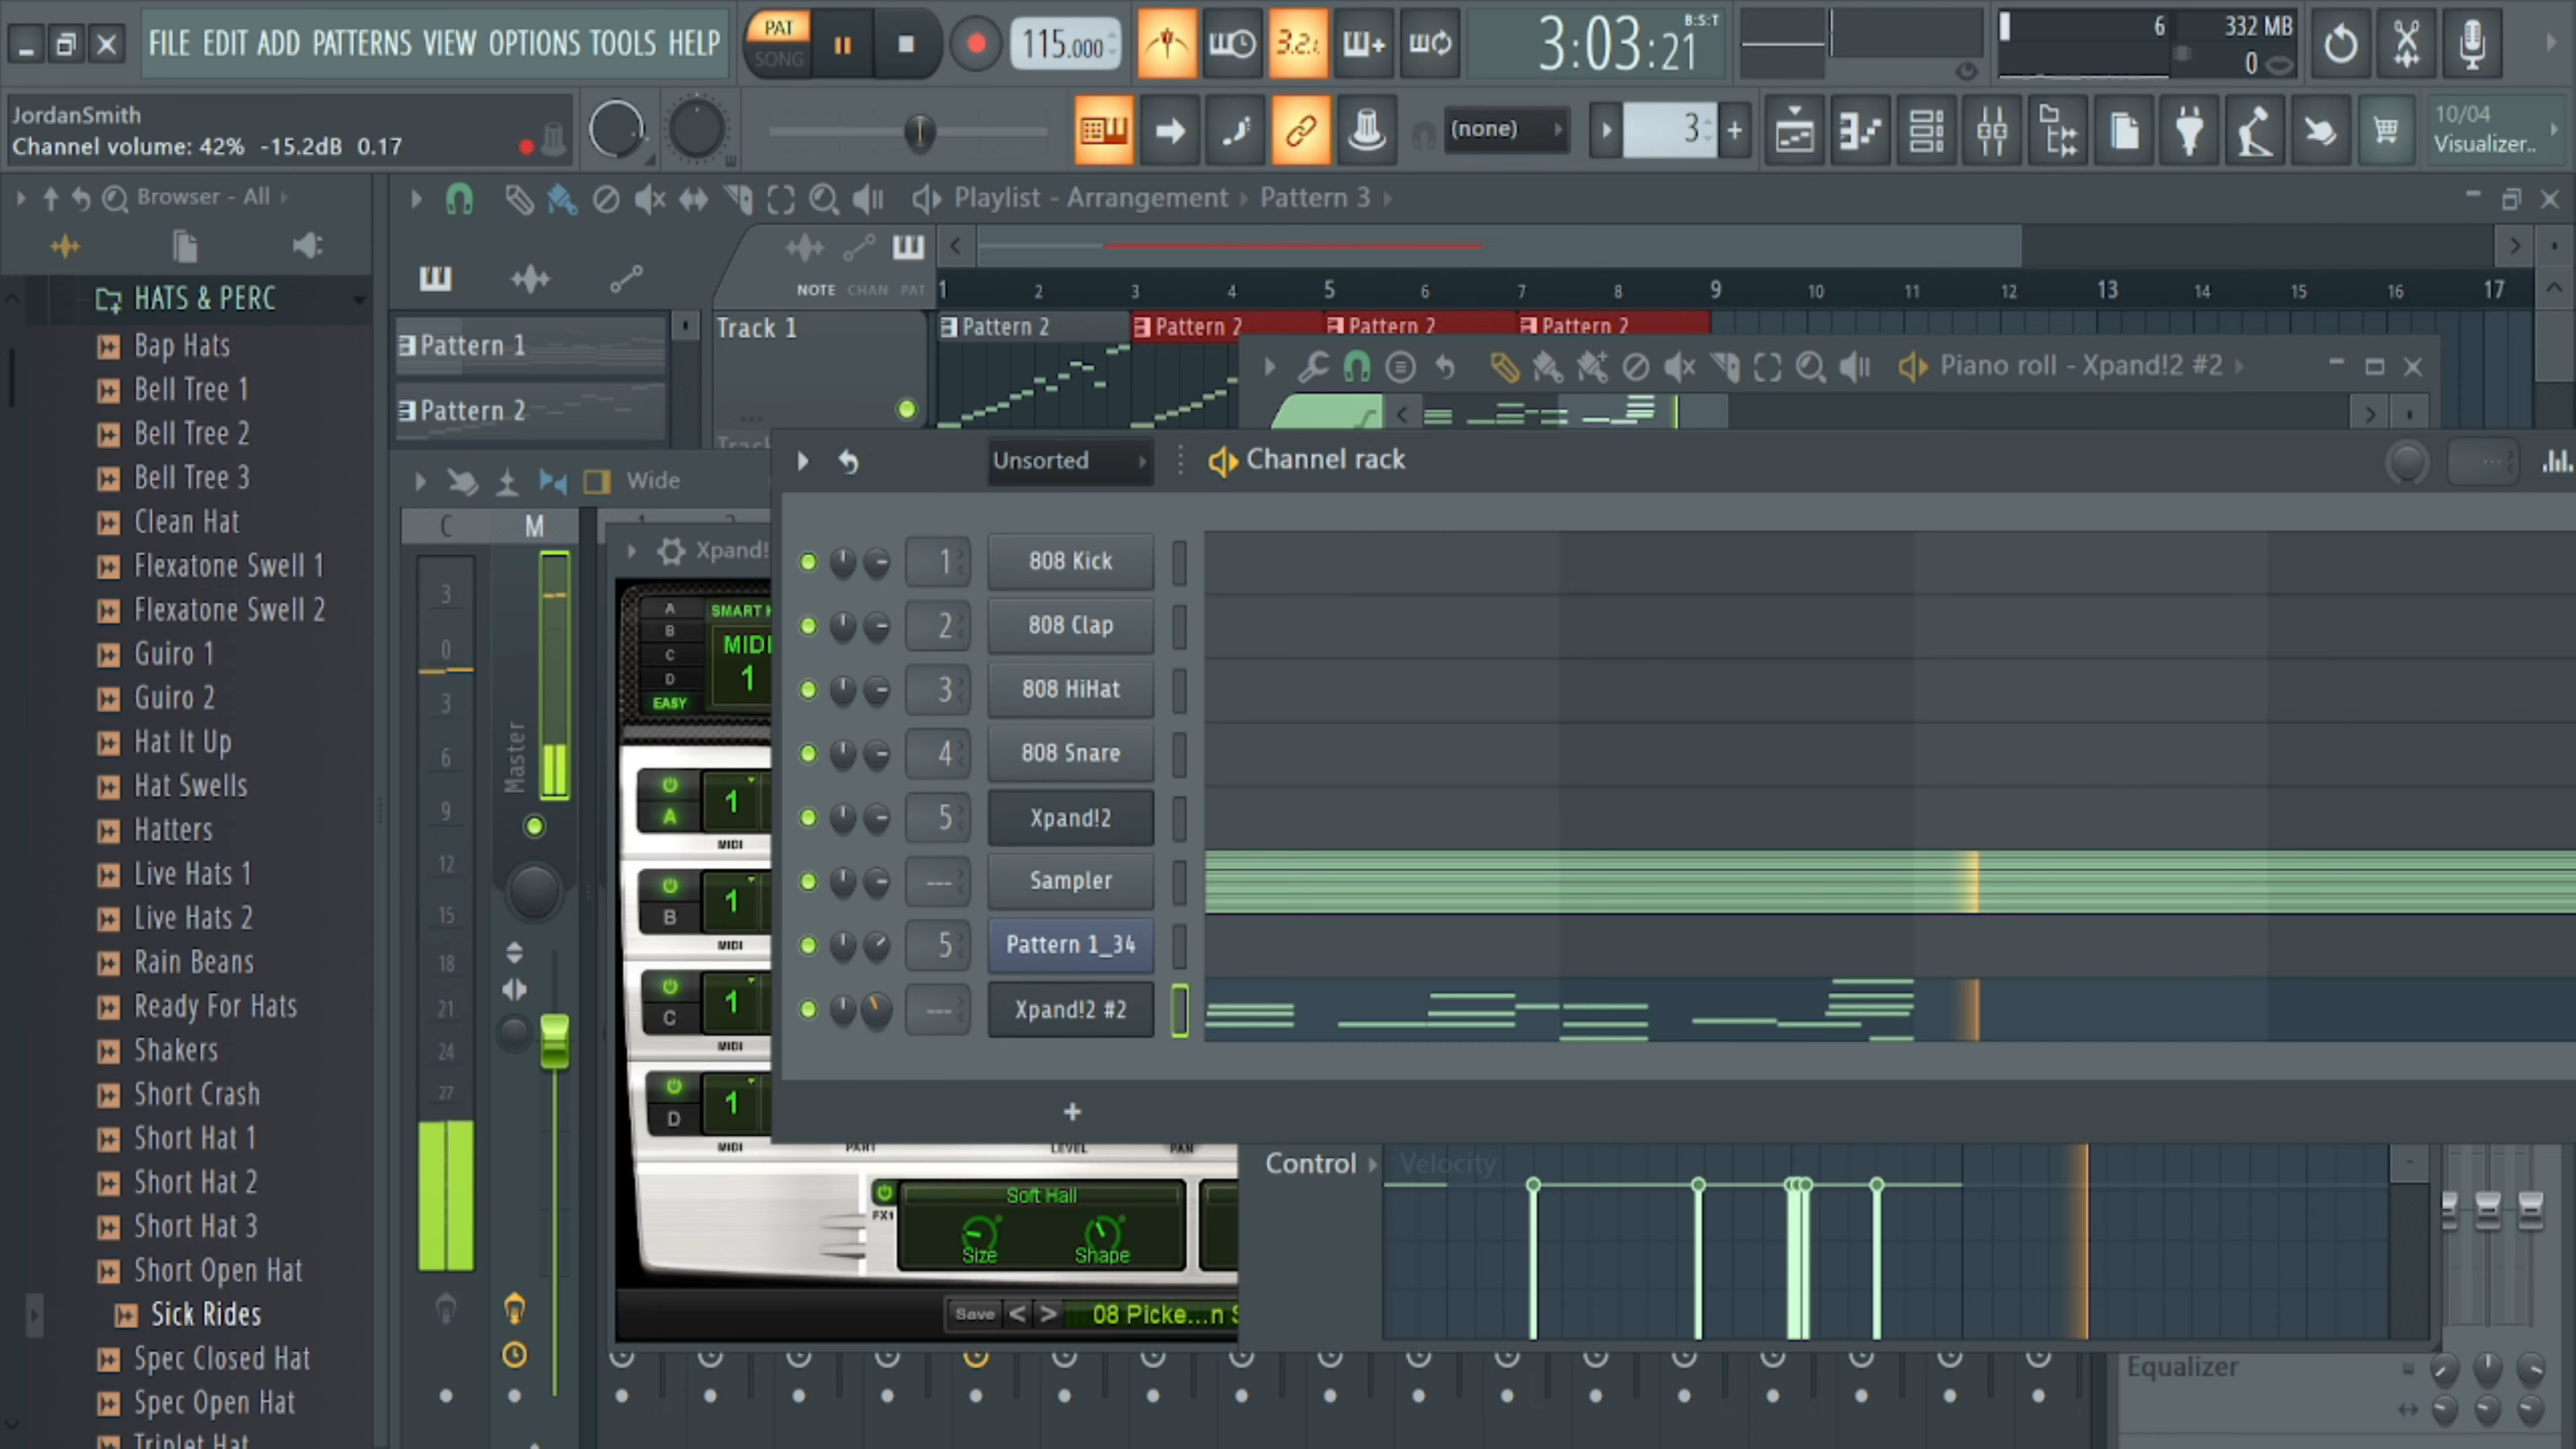 FILE EDIT ADD PATTERNS VIEW OPTIONS TOOLS HELP
PAT
SONG
115.000
3.2.
3:03:21
B:S:T
6
332 MB
0
JordanSmith
Channel volume: 42% -15.2dB 0.17
(none)
3
10/04
Visualizer..
Browser - All
Playlist - Arrangement
Pattern 3
NOTE CHAN PAT
1 2 3 4 5 6 7 8 9 10 11 12 13 14 15 16 17
HATS & PERC
Bap Hats
Bell Tree 1
Bell Tree 2
Bell Tree 3
Clean Hat
Flexatone Swell 1
Flexatone Swell 2
Guiro 1
Guiro 2
Hat It Up
Hat Swells
Hatters
Live Hats 1
Live Hats 2
Rain Beans
Ready For Hats
Shakers
Short Crash
Short Hat 1
Short Hat 2
Short Hat 3
Short Open Hat
Sick Rides
Spec Closed Hat
Spec Open Hat
Triplet Hat
Pattern 1
Pattern 2
Track 1
Pattern 2
Pattern 2
Pattern 2
Pattern 2
Piano roll - Xpand!2 #2
Wide
C
M
3
0
3
6
9
12
15
18
21
24
27
Master
Xpand!
A
B
C
D
EASY
SMART
MIDI
1
A
1
MIDI
B
1
MIDI
C
1
MIDI
D
1
MIDI
PART
LEVEL
PAN
FX1
Soft Hall
Size
Shape
Save < >
08 Picke...n S
Unsorted
Channel rack
1
808 Kick
2
808 Clap
3
808 HiHat
4
808 Snare
5
Xpand!2
---
Sampler
5
Pattern 1_34
---
Xpand!2 #2
+
Control
Velocity
Equalizer